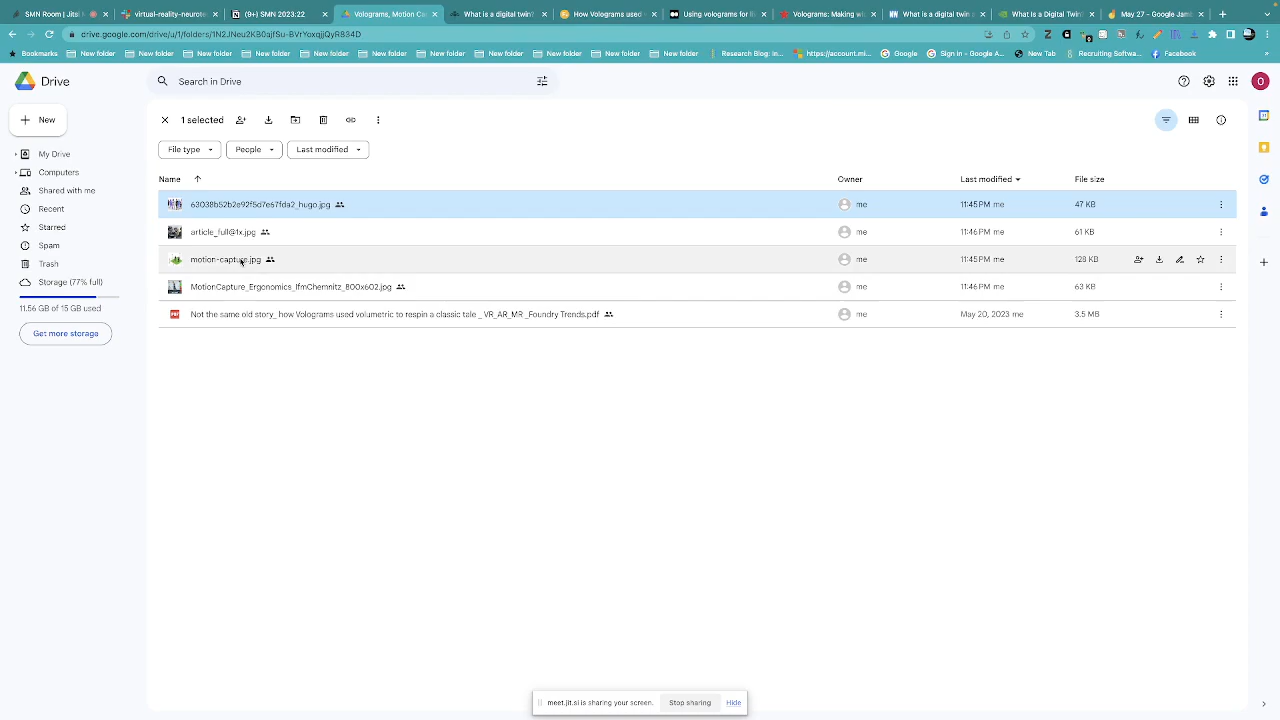 SMN Room | Jitsi M
virtual-reality-neurote
(9+) SMN 2023:22
Volograms, Motion Ca
What is a digital twin?
How Volograms used
Using volograms for
Volograms: Making
What is a digital twin
What Is a Digital Twin
May 27 - Google Jam
drive.google.com/drive/u/1/folders/
Bookmarks New folder New folder New folder New folder New folder New folder New folder New folder New folder New folder New folder Research Blog: In... https://account.mi... Google Sign in - Google A... New Tab Recruiting Softwa... Facebook
Drive
Search in Drive
New
1 selected
File type People Last modified
My Drive
Computers
Shared with me
Recent
Starred
Spam
Trash
Storage (77% full)
11.56 GB of 15 GB used
Get more storage
Name Owner Last modified File size
63038b52b2e92f5d7e67fda2_hugo.jpg me 11:45 PM me 47 KB
article_full@1x.jpg me 11:46 PM me 61 KB
motion-capture.jpg me 11:45 PM me 128 KB
MotionCapture_Ergonomics_IfmChemnitz_800x602.jpg me 11:46 PM me 63 KB
PDF Not the same old story_ how Volograms used volumetric to respin a classic tale _ VR_AR_MR _Foundry Trends.pdf me May 20, 2023 me 3.5 MB
meet.jit.si is sharing your screen. Stop sharing Hide